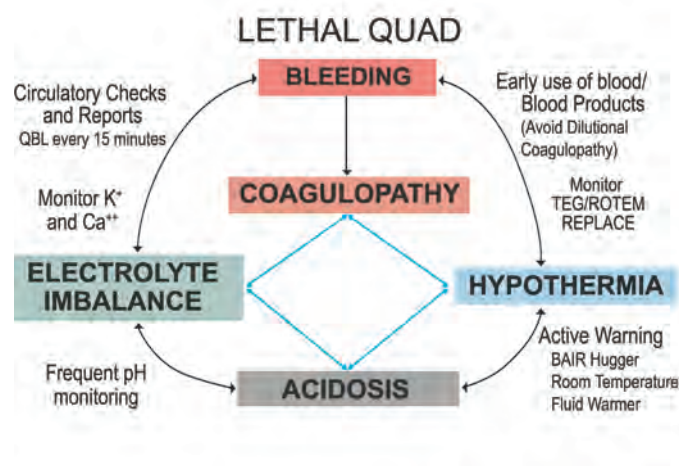 LETHAL QUAD
BLEEDING
Circulatory Checks
and Reports
QBL every 15 minutes
Early use of blood/
Blood Products
(Avoid Dilutional
Coagulopathy)
Monitor K⁺
and Ca⁺⁺
COAGULOPATHY
Monitor
TEG/ROTEM
REPLACE
ELECTROLYTE
IMBALANCE
HYPOTHERMIA
Frequent pH
monitoring
ACIDOSIS
Active Warning
BAIR Hugger
Room Temperature
Fluid Warmer